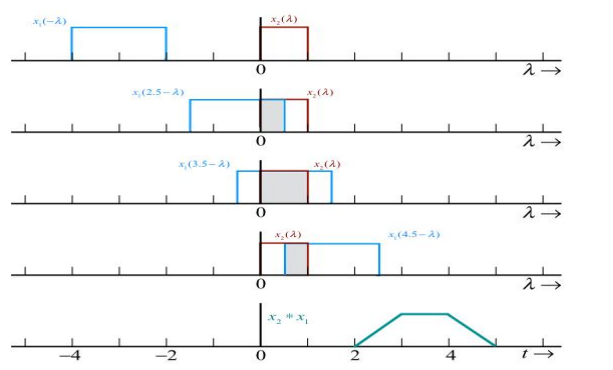 x₁(−λ) x₂(λ)
0 λ →
x₁(2.5−λ) x₂(λ)
0 λ →
x₁(3.5−λ) x₂(λ)
0 λ →
x₂(λ) x₁(4.5−λ)
0 λ →
x₂ * x₁
−4 −2 0 2 4 t →